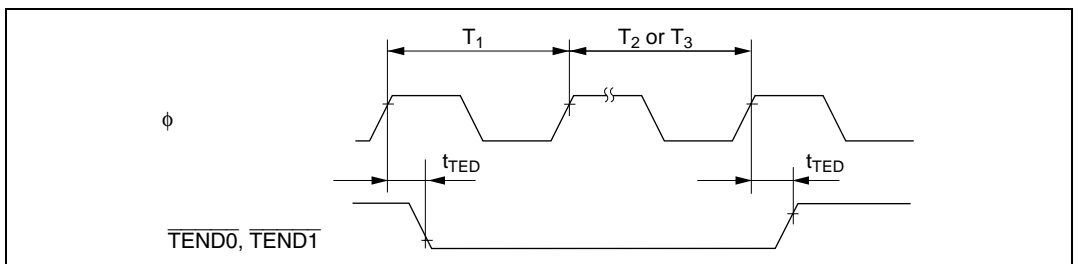 T₁ T₂ or T₃
ϕ
tTED tTED
TEND0, TEND1